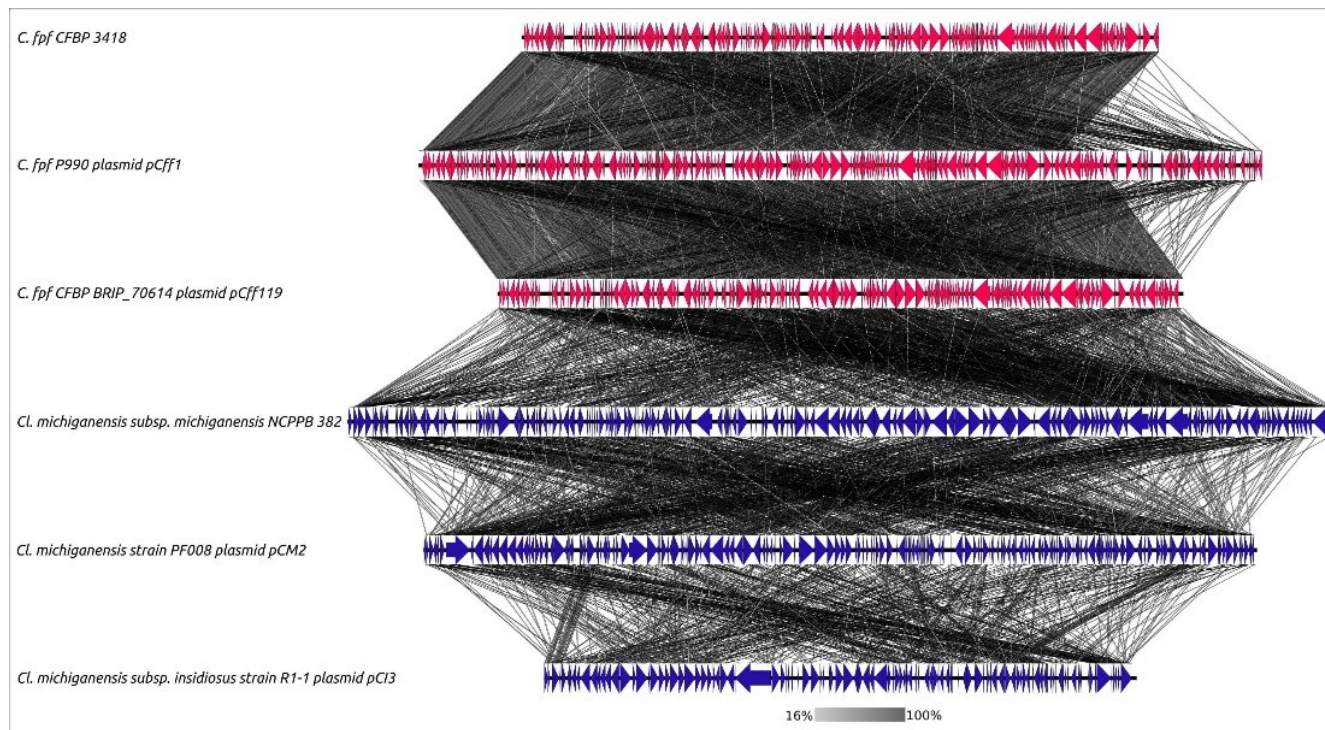 C. fpf CFBP 3418
C. fpf P990 plasmid pCff1
C. fpf CFBP BRIP_70614 plasmid pCff119
Cl. michiganensis subsp. michiganensis NCPPB 382
Cl. michiganensis strain PF008 plasmid pCM2
Cl. michiganensis subsp. insidiosus strain R1-1 plasmid pCI3
16% 100%